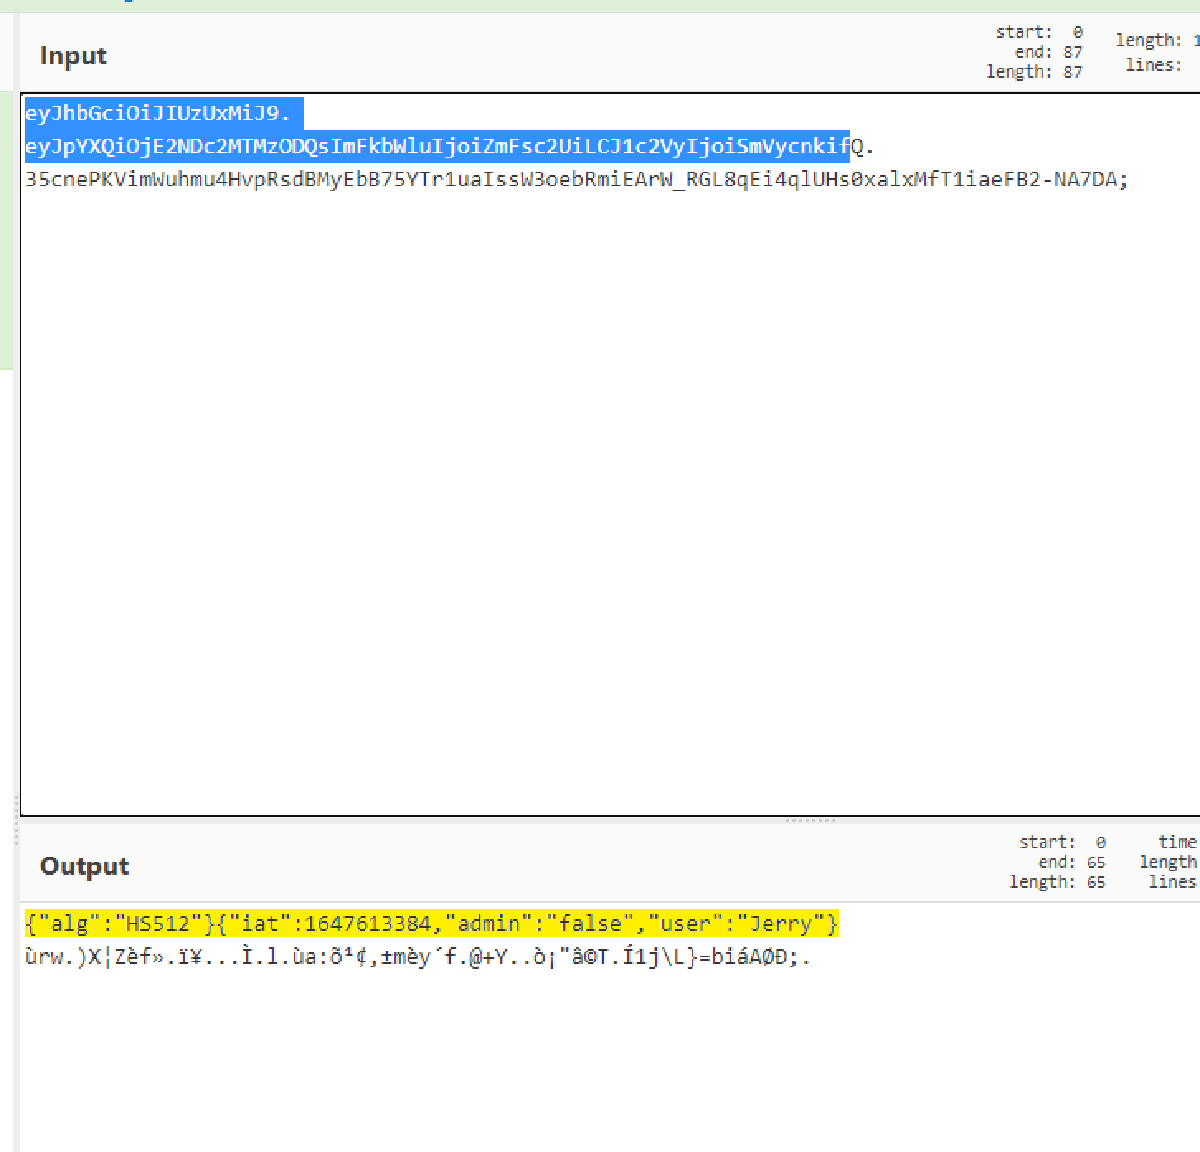 Input
start: 0
end: 87
length: 87
length: 1
lines:
eyJhbGciOiJIUzUxMiJ9.
eyJpYXQiOjE2NDc2MTMzODQsImFkbWluIjoiZmFsc2UiLCJ1c2VyIjoiSmVycnkifQ.
35cnePKVimWuhmu4HvpRsdBMyEbB75YTr1uaIssW3oebRmiEArW_RGL8qEi4qlUHs0xalxMfT1iaeFB2-NA7DA;
Output
start: 0
end: 65
length: 65
time
length
lines
{"alg":"HS512"}{"iat":1647613384,"admin":"false","user":"Jerry"}
ùrw.)X¦Zèf».ï¥...Ì.l.ùa:õ¹¢,±mèy´f.@+Y..ò¡"â©T.Í1j\L}=biáAØÐ;.